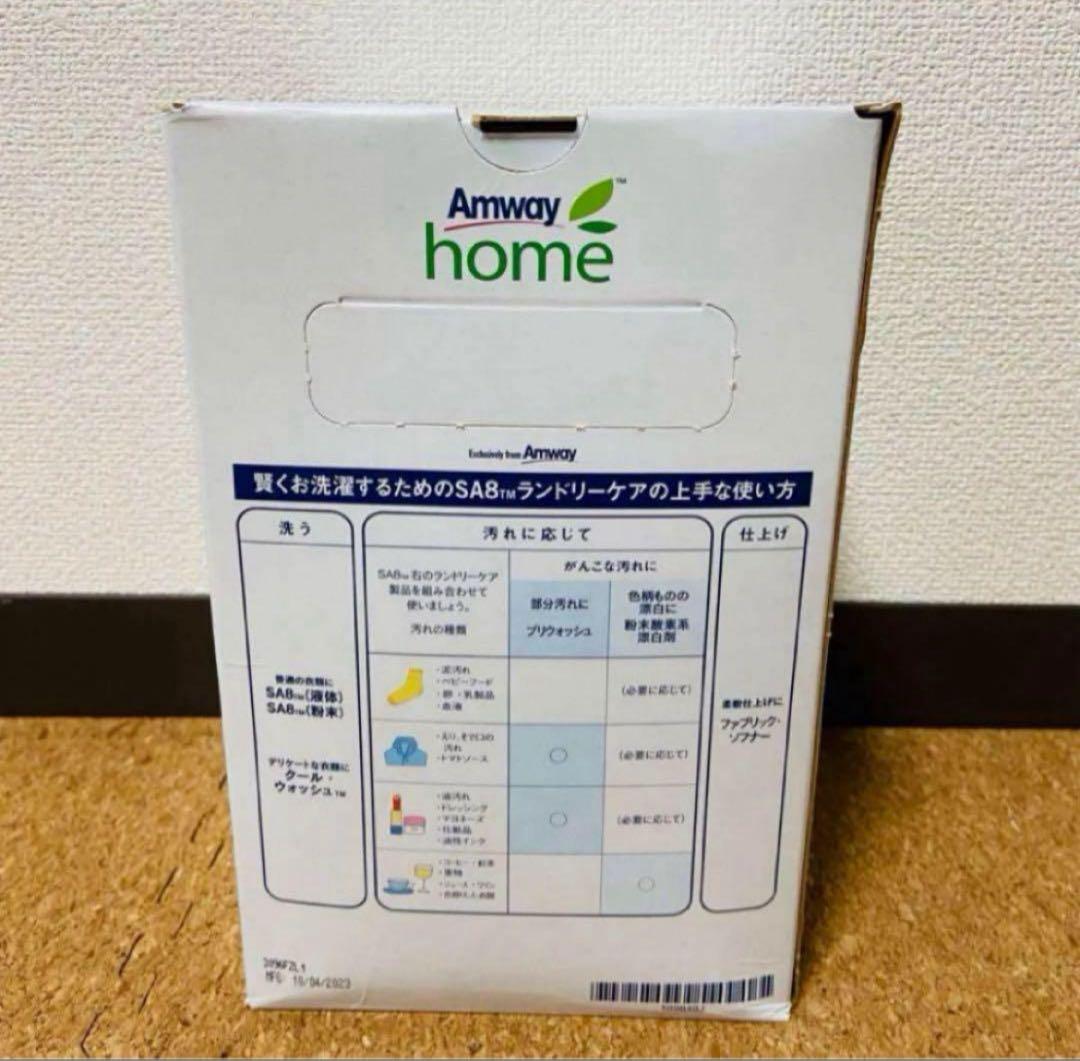 Amway
home
Exclusively from Amway
賢くお洗濯するためのSA8™ランドリーケアの上手な使い方
洗う
普通の衣類に
SA8™(液体)
SA8™(粉末)
デリケートな衣類に
クール・
ウォッシュ™
汚れに応じて
SA8™右のランドリーケア
製品を組み合わせて
使いましょう。
汚れの種類
がんこな汚れに
部分汚れに
プリウォッシュ
色柄ものの
漂白に
粉末酸素系
漂白剤
・泥汚れ
・ベビーフード
・卵・乳製品
・血液
(必要に応じて)
・えり、そで口の
汚れ
・トマトソース
○
(必要に応じて)
・油汚れ
・ドレッシング
・マヨネーズ
・化粧品
・油性インク
○
(必要に応じて)
・コーヒー・紅茶
・果物
・ジュース・ワイン
○
仕上げ
柔軟仕上げに
ファブリック・
ソフナー
MFG 10/04/2023